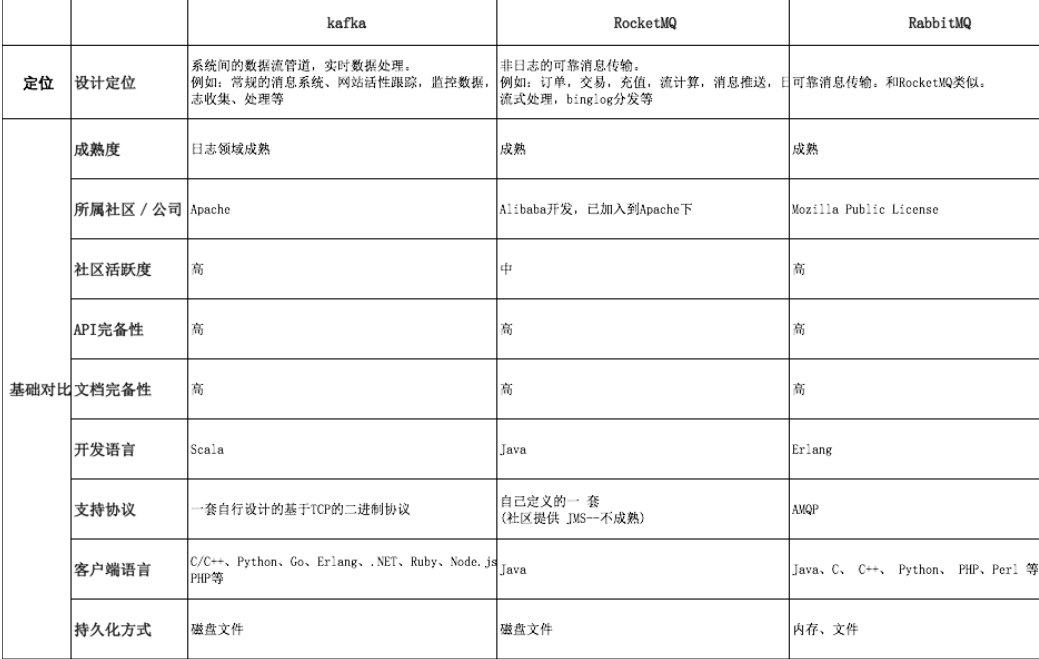 kafka RocketMQ RabbitMQ
定位 设计定位
系统间的数据流管道，实时数据处理。
例如：常规的消息系统、网站活性跟踪，监控数据，
志收集、处理等
非日志的可靠消息传输。
例如：订单，交易，充值，流计算，消息推送，日
流式处理，binglog分发等
可靠消息传输。和RocketMQ类似。
基础对比
成熟度 日志领域成熟 成熟 成熟
所属社区／公司 Apache Alibaba开发，已加入到Apache下 Mozilla Public License
社区活跃度 高 中 高
API完备性 高 高 高
文档完备性 高 高 高
开发语言 Scala Java Erlang
支持协议 一套自行设计的基于TCP的二进制协议
自己定义的一 套
(社区提供 JMS--不成熟)
AMQP
客户端语言
C/C++、Python、Go、Erlang、.NET、Ruby、Node.js
PHP等
Java
Java、C、 C++、 Python、 PHP、Perl 等
持久化方式 磁盘文件 磁盘文件 内存、文件